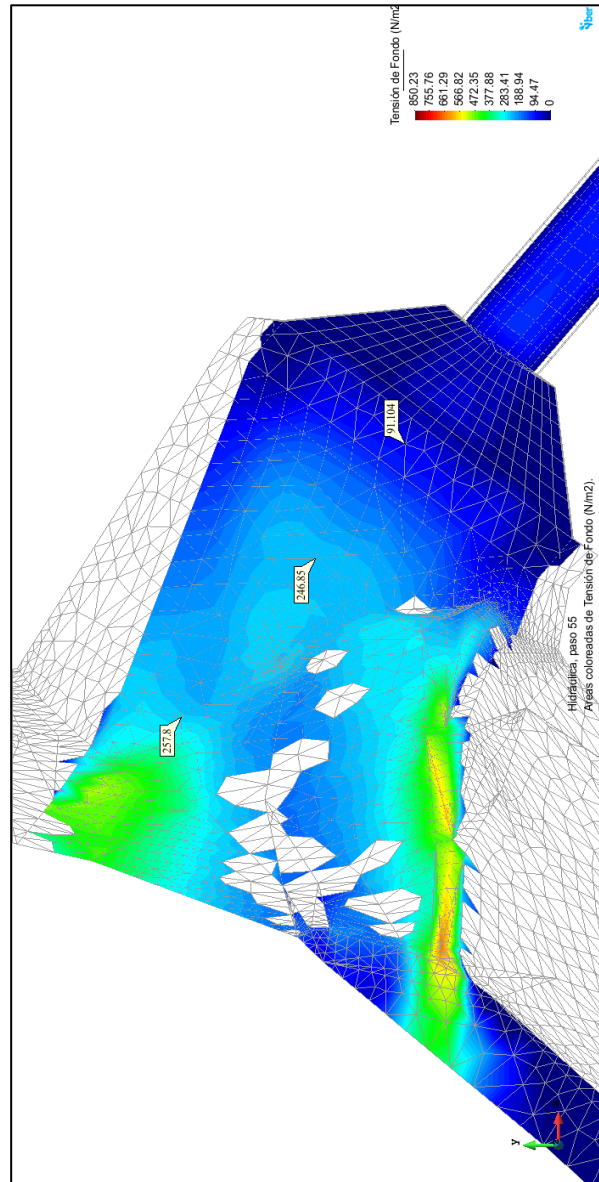 Tensión de Fondo (N/m2
850.23
755.76
661.29
566.82
472.35
377.88
283.41
188.94
94.47
0
Iber
257.8
246.85
91.104
Hidráulica, paso 55
Areas coloreadas de Tensión de Fondo (N/m2).
y